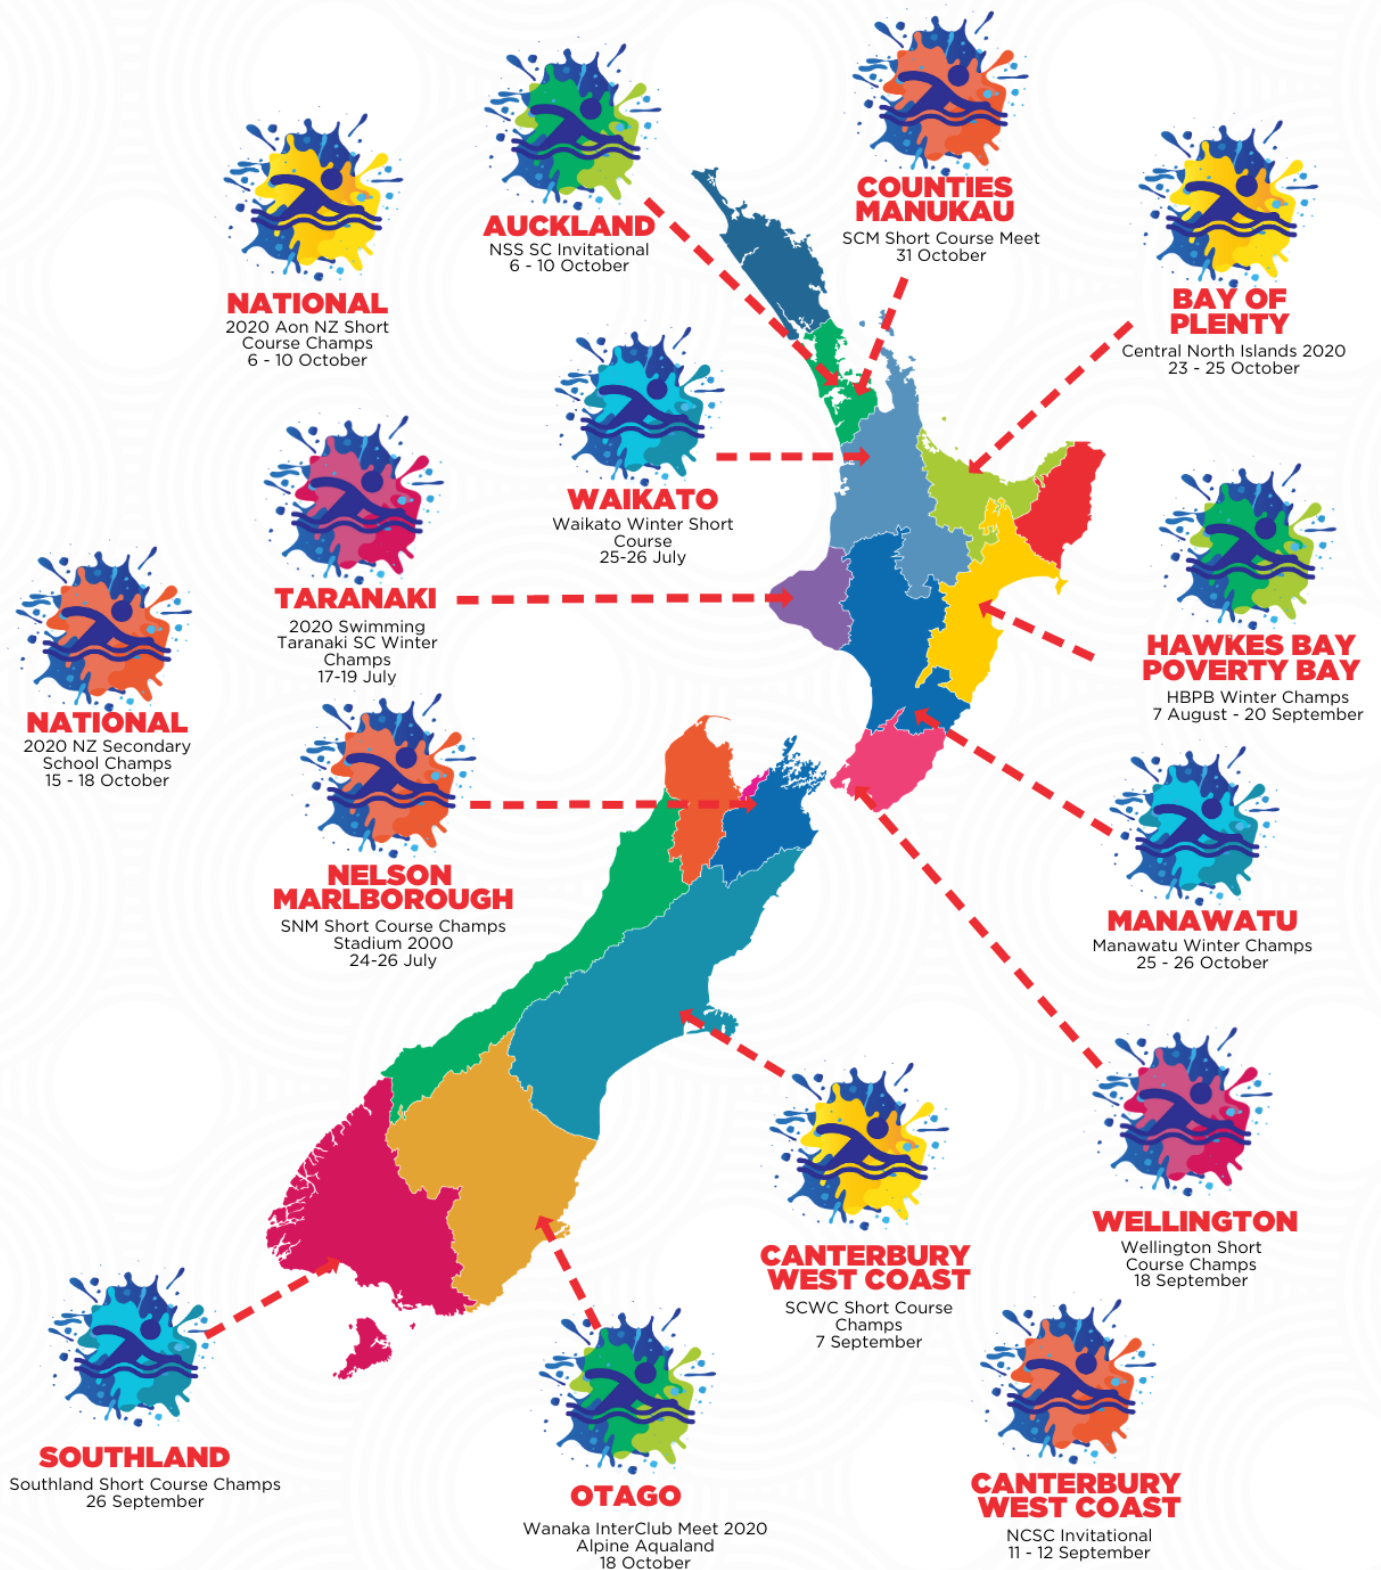 AUCKLAND
NSS SC Invitational
6 - 10 October
COUNTIES
MANUKAU
SCM Short Course Meet
31 October
NATIONAL
2020 Aon NZ Short
Course Champs
6 - 10 October
BAY OF
PLENTY
Central North Islands 2020
23 - 25 October
WAIKATO
Waikato Winter Short
Course
25-26 July
TARANAKI
2020 Swimming
Taranaki SC Winter
Champs
17-19 July
HAWKES BAY
POVERTY BAY
HBPB Winter Champs
7 August - 20 September
NATIONAL
2020 NZ Secondary
School Champs
15 - 18 October
NELSON
MARLBOROUGH
SNM Short Course Champs
Stadium 2000
24-26 July
MANAWATU
Manawatu Winter Champs
25 - 26 October
WELLINGTON
Wellington Short
Course Champs
18 September
CANTERBURY
WEST COAST
SCWC Short Course
Champs
7 September
SOUTHLAND
Southland Short Course Champs
26 September
OTAGO
Wanaka InterClub Meet 2020
Alpine Aqualand
18 October
CANTERBURY
WEST COAST
NCSC Invitational
11 - 12 September